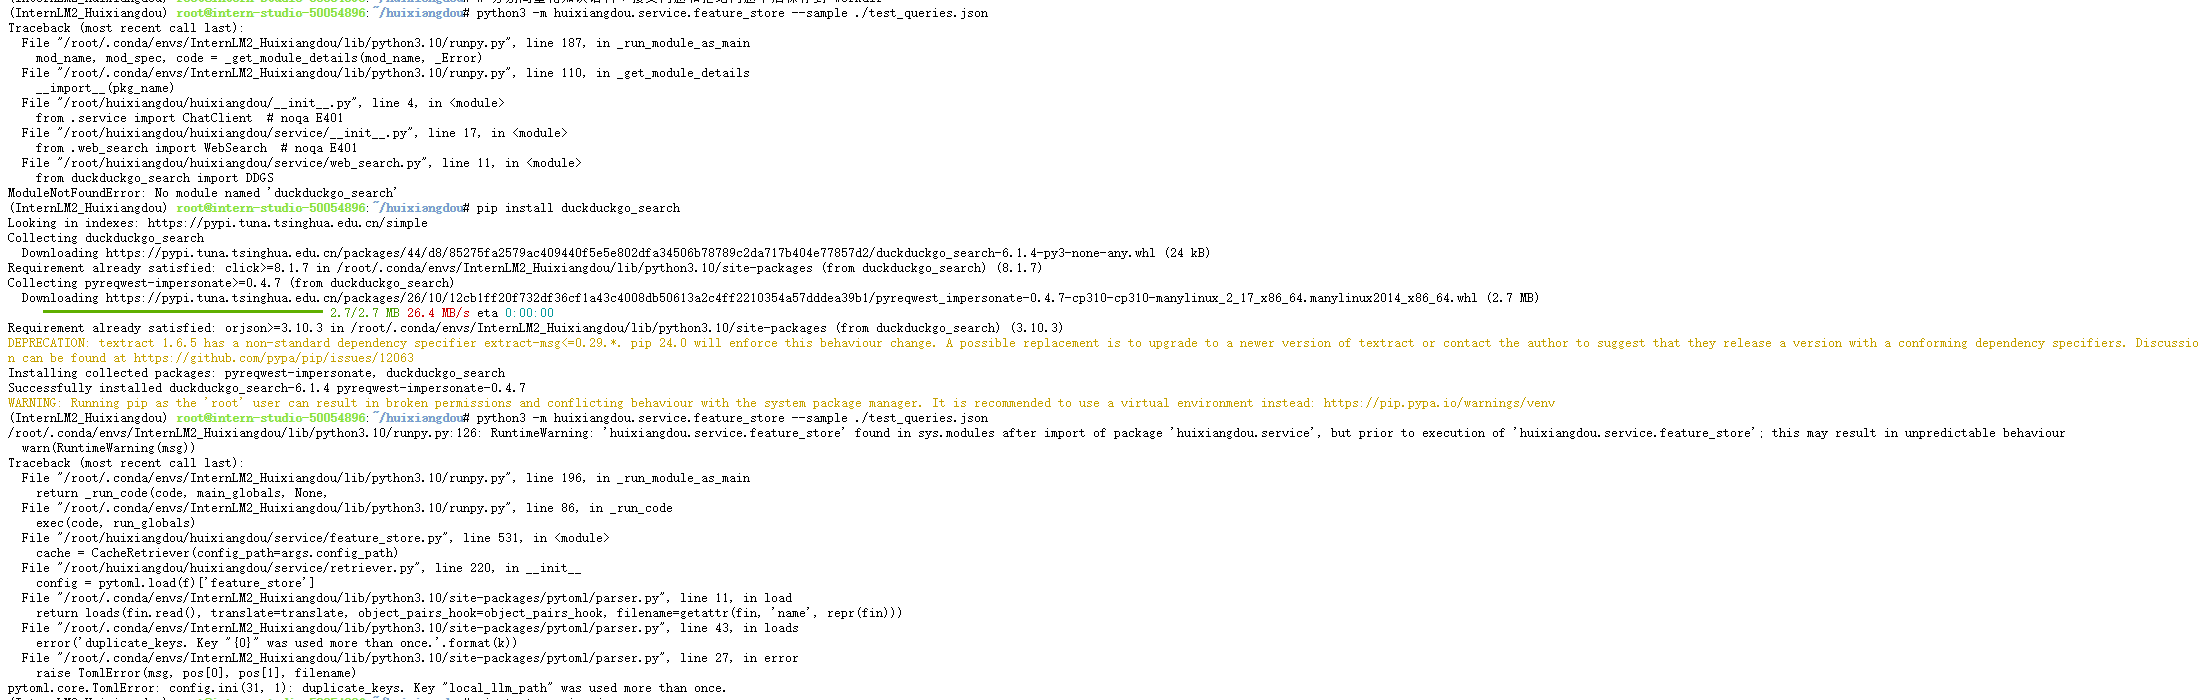 (InternLM2_Huixiangdou) root@intern-studio-50054896:~/huixiangdou# python3 -m huixiangdou.service.feature_store --sample ./test_queries.json
Traceback (most recent call last):
  File "/root/.conda/envs/InternLM2_Huixiangdou/lib/python3.10/runpy.py", line 187, in _run_module_as_main
    mod_name, mod_spec, code = _get_module_details(mod_name, _Error)
  File "/root/.conda/envs/InternLM2_Huixiangdou/lib/python3.10/runpy.py", line 110, in _get_module_details
    __import__(pkg_name)
  File "/root/huixiangdou/huixiangdou/__init__.py", line 4, in <module>
    from .service import ChatClient  # noqa E401
  File "/root/huixiangdou/huixiangdou/service/__init__.py", line 17, in <module>
    from .web_search import WebSearch  # noqa E401
  File "/root/huixiangdou/huixiangdou/service/web_search.py", line 11, in <module>
    from duckduckgo_search import DDGS
ModuleNotFoundError: No module named 'duckduckgo_search'
(InternLM2_Huixiangdou) root@intern-studio-50054896:~/huixiangdou# pip install duckduckgo_search
Looking in indexes: https://pypi.tuna.tsinghua.edu.cn/simple
Collecting duckduckgo_search
  Downloading https://pypi.tuna.tsinghua.edu.cn/packages/44/d8/85275fa2579ac409440f5e5e802dfa34506b78789c2da717b404e77857d2/duckduckgo_search-6.1.4-py3-none-any.whl (24 kB)
Requirement already satisfied: click>=8.1.7 in /root/.conda/envs/InternLM2_Huixiangdou/lib/python3.10/site-packages (from duckduckgo_search) (8.1.7)
Collecting pyreqwest-impersonate>=0.4.7 (from duckduckgo_search)
  Downloading https://pypi.tuna.tsinghua.edu.cn/packages/26/10/12cb1ff20f732df36cf1a43c4008db50613a2c4ff2210354a57dddea39b1/pyreqwest_impersonate-0.4.7-cp310-cp310-manylinux_2_17_x86_64.manylinux2014_x86_64.whl (2.7 MB)
2.7/2.7 MB 26.4 MB/s eta 0:00:00
Requirement already satisfied: orjson>=3.10.3 in /root/.conda/envs/InternLM2_Huixiangdou/lib/python3.10/site-packages (from duckduckgo_search) (3.10.3)
DEPRECATION: textract 1.6.5 has a non-standard dependency specifier extract-msg<=0.29.*. pip 24.0 will enforce this behaviour change. A possible replacement is to upgrade to a newer version of textract or contact the author to suggest that they release a version with a conforming dependency specifiers. Discussio
n can be found at https://github.com/pypa/pip/issues/12063
Installing collected packages: pyreqwest-impersonate, duckduckgo_search
Successfully installed duckduckgo_search-6.1.4 pyreqwest-impersonate-0.4.7
WARNING: Running pip as the 'root' user can result in broken permissions and conflicting behaviour with the system package manager. It is recommended to use a virtual environment instead: https://pip.pypa.io/warnings/venv
(InternLM2_Huixiangdou) root@intern-studio-50054896:~/huixiangdou# python3 -m huixiangdou.service.feature_store --sample ./test_queries.json
/root/.conda/envs/InternLM2_Huixiangdou/lib/python3.10/runpy.py:126: RuntimeWarning: 'huixiangdou.service.feature_store' found in sys.modules after import of package 'huixiangdou.service', but prior to execution of 'huixiangdou.service.feature_store'; this may result in unpredictable behaviour
  warn(RuntimeWarning(msg))
Traceback (most recent call last):
  File "/root/.conda/envs/InternLM2_Huixiangdou/lib/python3.10/runpy.py", line 196, in _run_module_as_main
    return _run_code(code, main_globals, None,
  File "/root/.conda/envs/InternLM2_Huixiangdou/lib/python3.10/runpy.py", line 86, in _run_code
    exec(code, run_globals)
  File "/root/huixiangdou/huixiangdou/service/feature_store.py", line 531, in <module>
    cache = CacheRetriever(config_path=args.config_path)
  File "/root/huixiangdou/huixiangdou/service/retriever.py", line 220, in __init__
    config = pytoml.load(f)['feature_store']
  File "/root/.conda/envs/InternLM2_Huixiangdou/lib/python3.10/site-packages/pytoml/parser.py", line 11, in load
    return loads(fin.read(), translate=translate, object_pairs_hook=object_pairs_hook, filename=getattr(fin, 'name', repr(fin)))
  File "/root/.conda/envs/InternLM2_Huixiangdou/lib/python3.10/site-packages/pytoml/parser.py", line 43, in loads
    error('duplicate_keys. Key "{0}" was used more than once.'.format(k))
  File "/root/.conda/envs/InternLM2_Huixiangdou/lib/python3.10/site-packages/pytoml/parser.py", line 27, in error
    raise TomlError(msg, pos[0], pos[1], filename)
pytoml.core.TomlError: config.ini(31, 1): duplicate_keys. Key "local_llm_path" was used more than once.